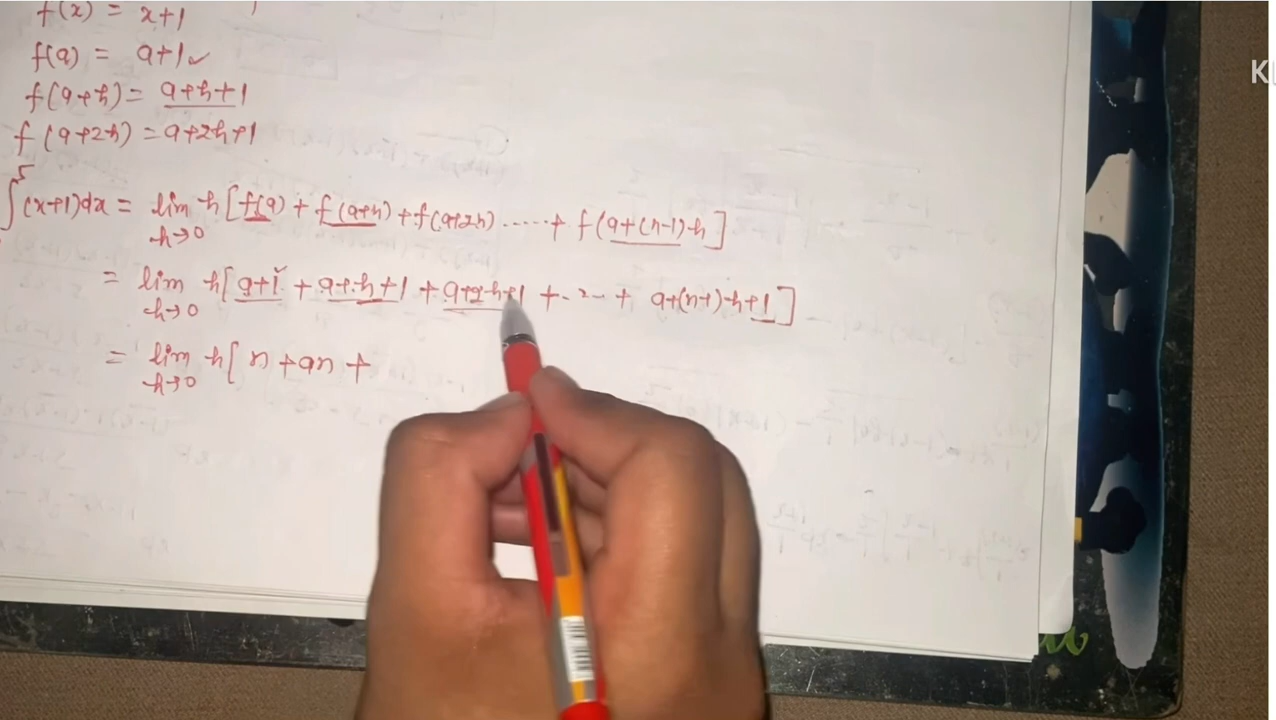 f(x) = x+1
f(a) = a+1 ✓
f(a+h) = a+h+1
f(a+2h) = a+2h+1
∫⁵ (x+1)dx = lim h→0 h[f(a) + f(a+h) + f(a+2h) ..... + f(a+(n-1)h]
= lim h→0 h[a+1 + a+h+1 + a+2h+1 + ... + a+(n-1)h+1]
= lim h→0 h[n + an +